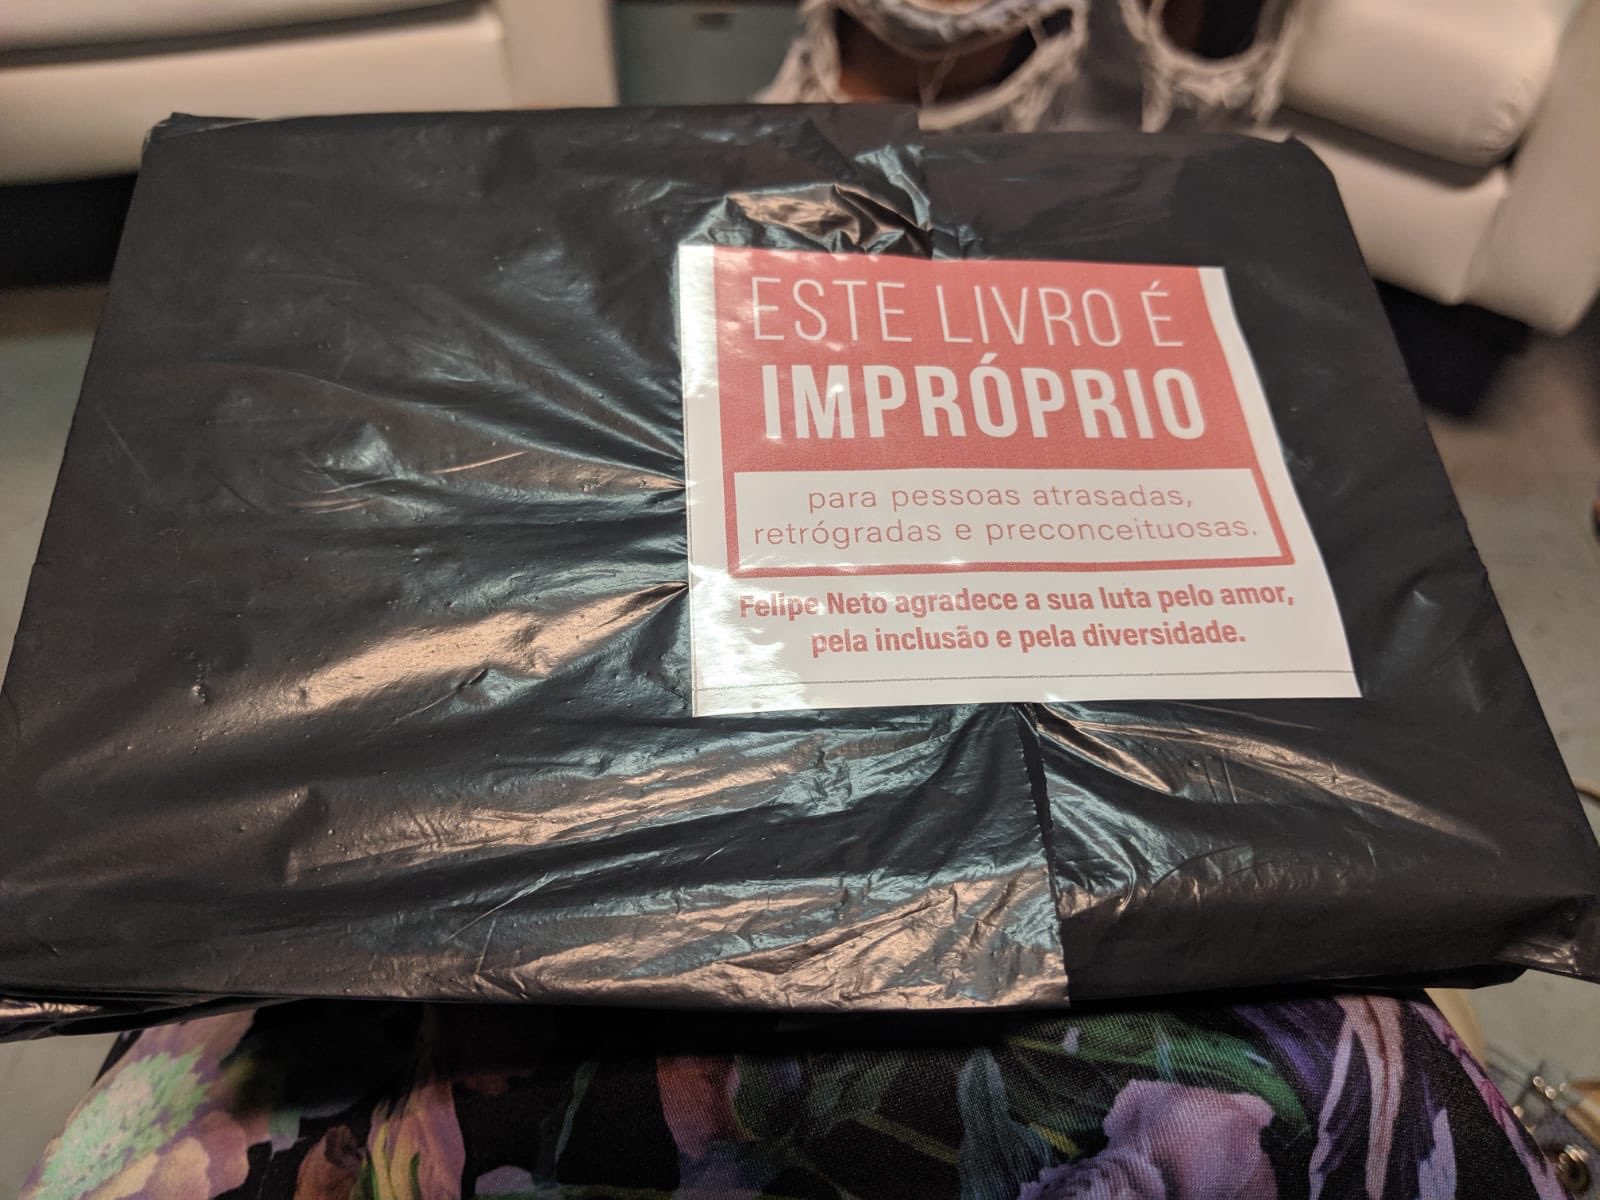 ESTE LIVRO É
IMPRÓPRIO
para pessoas atrasadas,
retrógradas e preconceituosas.
Felipe Neto agradece a sua luta pelo amor,
pela inclusão e pela diversidade.